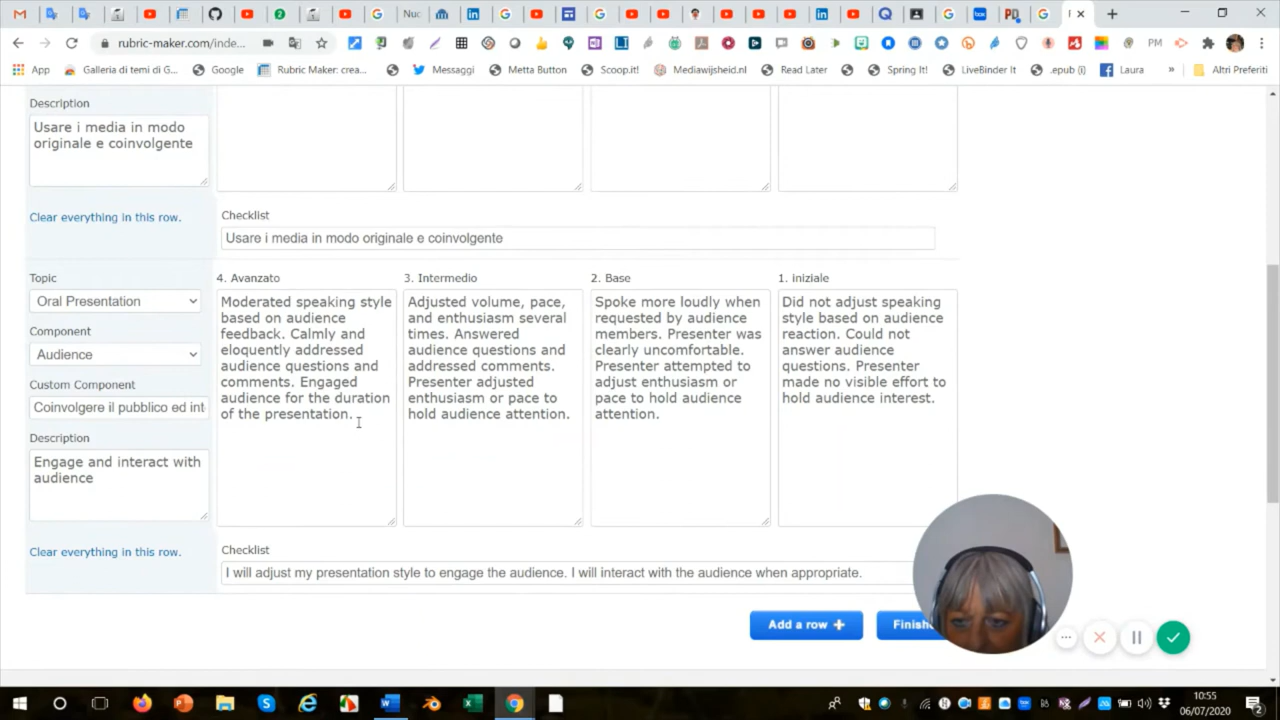 Nuc
rubric-maker.com/inde...
PM
App
Galleria di temi di G...
Google
Rubric Maker: crea...
Messaggi
Metta Button
Scoop.it!
Mediawijsheid.nl
Read Later
Spring It!
LiveBinder It
.epub (i)
Laura
»
Altri Preferiti
Description
Usare i media in modo
originale e coinvolgente
Clear everything in this row.
Checklist
Usare i media in modo originale e coinvolgente
Topic
Oral Presentation
Component
Audience
Custom Component
Coinvolgere il pubblico ed int
Description
Engage and interact with
audience
Clear everything in this row.
4. Avanzato
Moderated speaking style
based on audience
feedback. Calmly and
eloquently addressed
audience questions and
comments. Engaged
audience for the duration
of the presentation.
3. Intermedio
Adjusted volume, pace,
and enthusiasm several
times. Answered
audience questions and
addressed comments.
Presenter adjusted
enthusiasm or pace to
hold audience attention.
2. Base
Spoke more loudly when
requested by audience
members. Presenter was
clearly uncomfortable.
Presenter attempted to
adjust enthusiasm or
pace to hold audience
attention.
1. iniziale
Did not adjust speaking
style based on audience
reaction. Could not
answer audience
questions. Presenter
made no visible effort to
hold audience interest.
Checklist
I will adjust my presentation style to engage the audience. I will interact with the audience when appropriate.
Add a row +
Finishe
10:55
06/07/2020
2